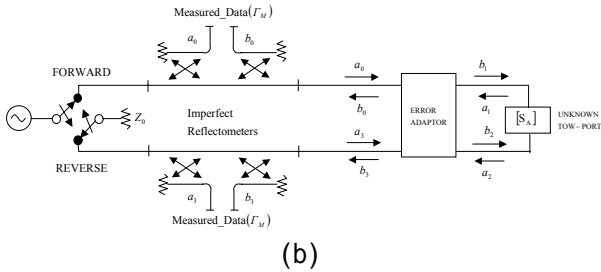 Measured_Data(Γ_M)
a_0 b_0
FORWARD
Z_0
REVERSE
Imperfect
Reflectometers
a_3 b_3
Measured_Data(Γ_M)
a_0
b_0
a_3
b_3
ERROR
ADAPTOR
b_1
a_1
b_2
a_2
[S_A]
UNKNOWN
TOW-PORT
(b)